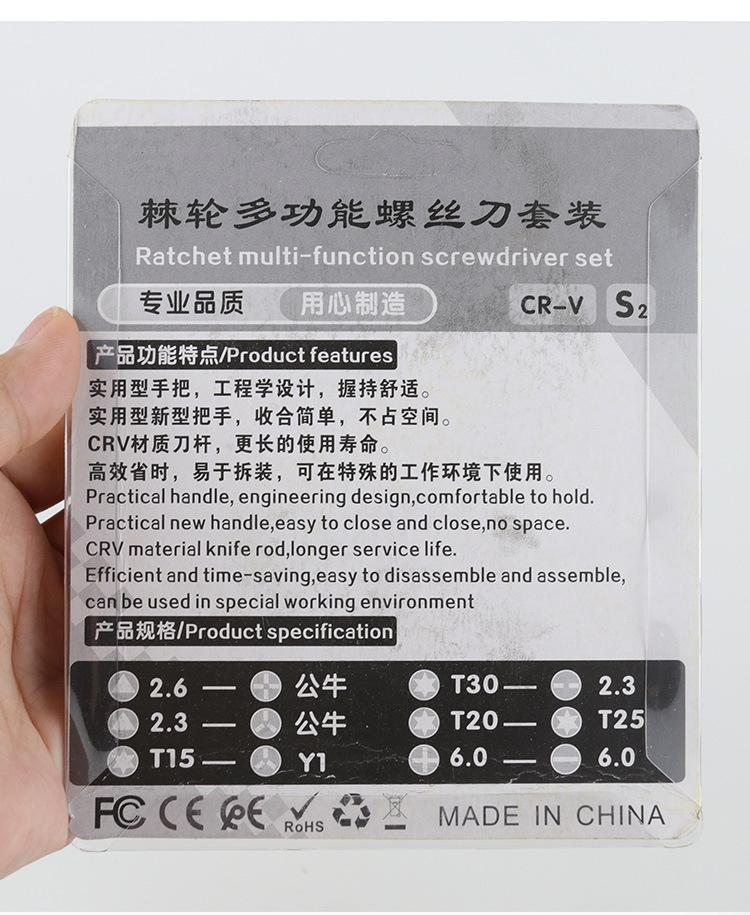 棘轮多功能螺丝刀套装
Ratchet multi-function screwdriver set
专业品质 用心制造 CR-V S2
产品功能特点/Product features
实用型手把，工程学设计，握持舒适。
实用型新型把手，收合简单，不占空间。
CRV材质刀杆，更长的使用寿命。
高效省时，易于拆装，可在特殊的工作环境下使用。
Practical handle, engineering design,comfortable to hold.
Practical new handle,easy to close and close,no space.
CRV material knife rod,longer service life.
Efficient and time-saving,easy to disassemble and assemble,
can be used in special working environment
产品规格/Product specification
2.6 — 公牛 T30 — 2.3
2.3 — 公牛 T20 — T25
T15 — Y1 6.0 — 6.0
FC CE RoHS MADE IN CHINA